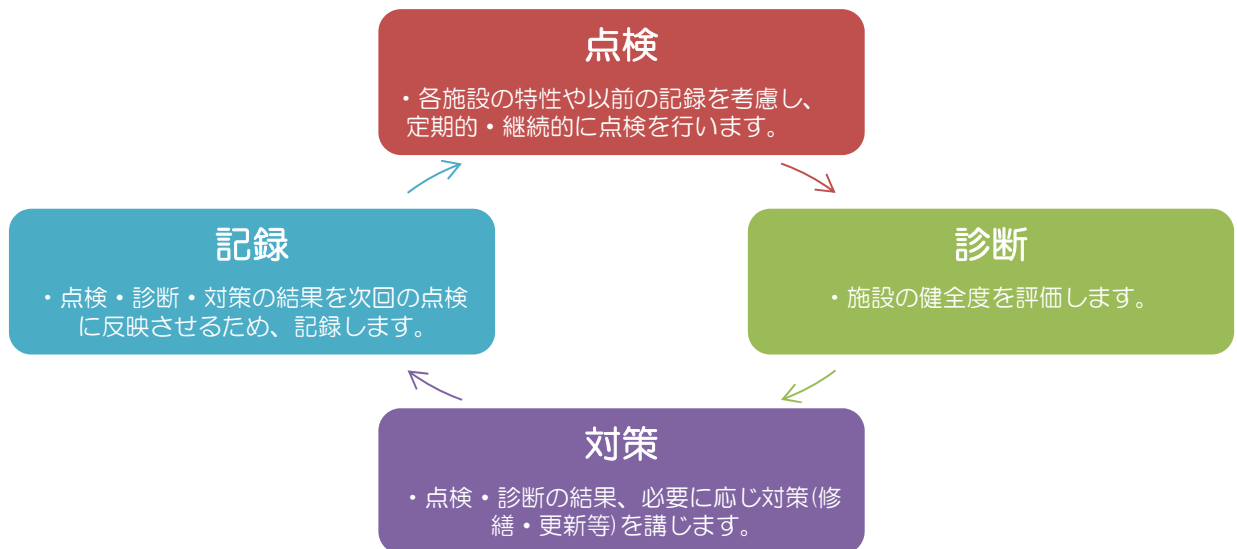 点検
・各施設の特性や以前の記録を考慮し、
定期的・継続的に点検を行います。
記録
・点検・診断・対策の結果を次回の点検
に反映させるため、記録します。
診断
・施設の健全度を評価します。
対策
・点検・診断の結果、必要に応じ対策(修
繕・更新等)を講じます。